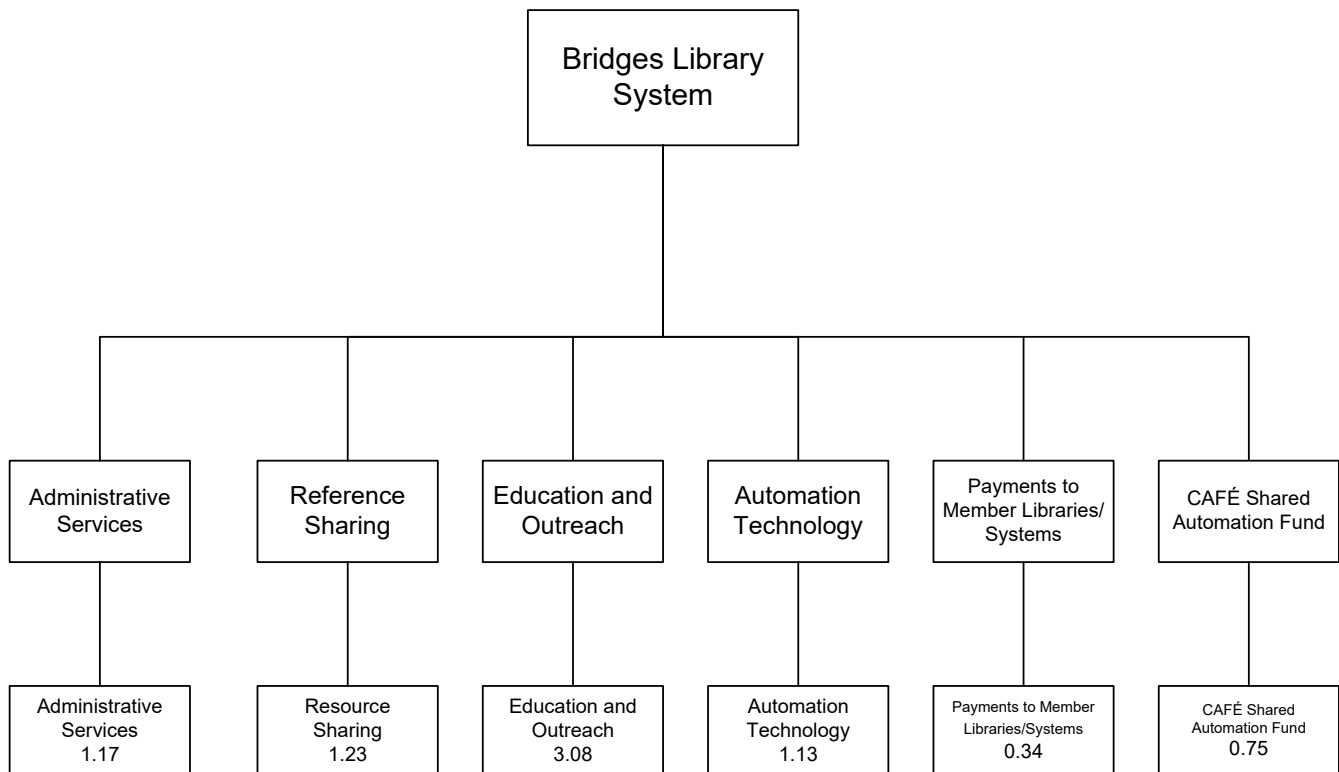 Bridges Library
System
Administrative
Services
Reference
Sharing
Education and
Outreach
Automation
Technology
Payments to
Member Libraries/
Systems
CAFÉ Shared
Automation Fund
Administrative
Services
1.17
Resource
Sharing
1.23
Education and
Outreach
3.08
Automation
Technology
1.13
Payments to Member
Libraries/Systems
0.34
CAFÉ Shared
Automation Fund
0.75